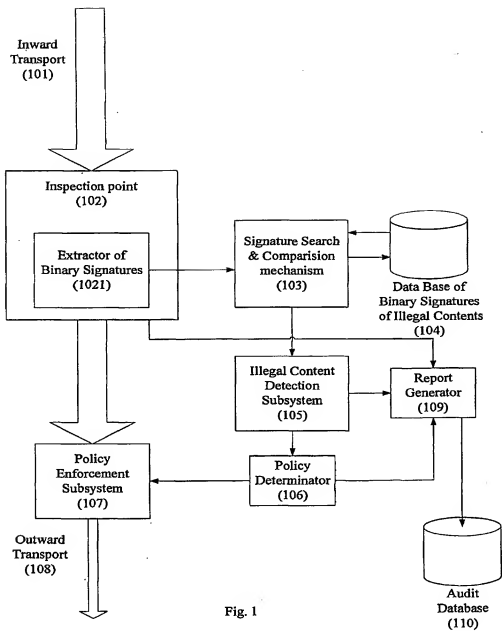 Inward
Transport
(101)
Inspection point
(102)
Extractor of
Binary Signatures
(1021)
Signature Search
& Comparision
mechanism
(103)
Data Base of
Binary Signatures
of Illegal Contents
(104)
Illegal Content
Detection
Subsystem
(105)
Report
Generator
(109)
Policy
Enforcement
Subsystem
(107)
Policy
Determinator
(106)
Outward
Transport
(108)
Audit
Database
(110)
Fig. 1